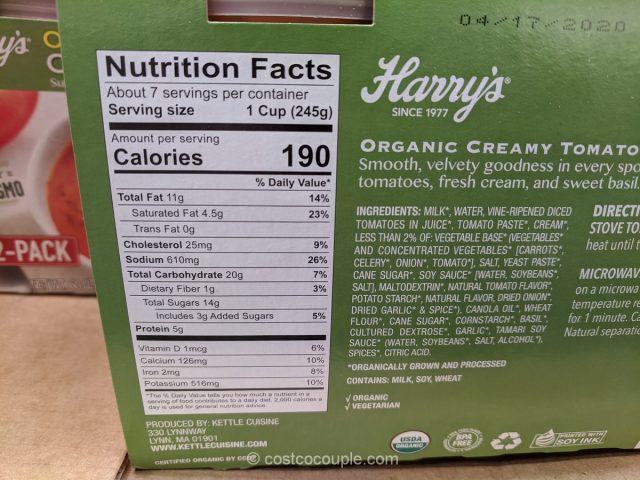 04/17/2020
Nutrition Facts
About 7 servings per container
Serving size 1 Cup (245g)
Amount per serving
Calories 190
% Daily Value*
Total Fat 11g 14%
Saturated Fat 4.5g 23%
Trans Fat 0g
Cholesterol 25mg 9%
Sodium 610mg 26%
Total Carbohydrate 20g 7%
Dietary Fiber 1g 3%
Total Sugars 14g
Includes 3g Added Sugars 5%
Protein 5g
Vitamin D 1mcg 6%
Calcium 126mg 10%
Iron 2mg 8%
Potassium 516mg 10%
*The % Daily Value tells you how much a nutrient in a
serving of food contributes to a daily diet. 2,000 calories a
day is used for general nutrition advice.
PRODUCED BY: KETTLE CUISINE
330 LYNNWAY
LYNN, MA 01901
WWW.KETTLECUISINE.COM
CERTIFIED ORGANIC BY
Harry's®
SINCE 1977
ORGANIC CREAMY TOMATO
Smooth, velvety goodness in every spo
tomatoes, fresh cream, and sweet basil.
INGREDIENTS: MILK*, WATER, VINE-RIPENED DICED
TOMATOES IN JUICE*, TOMATO PASTE*, CREAM*,
LESS THAN 2% OF: VEGETABLE BASE* (VEGETABLES*
AND CONCENTRATED VEGETABLES* [CARROTS*,
CELERY*, ONION*, TOMATO*], SALT, YEAST PASTE*,
CANE SUGAR*, SOY SAUCE* [WATER, SOYBEANS*,
SALT], MALTODEXTRIN*, NATURAL TOMATO FLAVOR*,
POTATO STARCH*, NATURAL FLAVOR, DRIED ONION*,
DRIED GARLIC* & SPICE*), CANOLA OIL*, WHEAT
FLOUR*, CANE SUGAR*, CORNSTARCH*, BASIL*,
CULTURED DEXTROSE*, GARLIC*, TAMARI SOY
SAUCE* (WATER, SOYBEANS*, SALT, ALCOHOL*),
SPICES*, CITRIC ACID.
*ORGANICALLY GROWN AND PROCESSED
CONTAINS: MILK, SOY, WHEAT
√ ORGANIC
√ VEGETARIAN
DIRECTI
STOVE TO
heat until t
MICROWAV
on a microwa
temperature re
for 1 minute. Ca
Natural separatio
USDA
ORGANIC
BPA
FREE
PRINTED WITH
SOY INK
y's
GMO
2-PACK
costcocouple.com